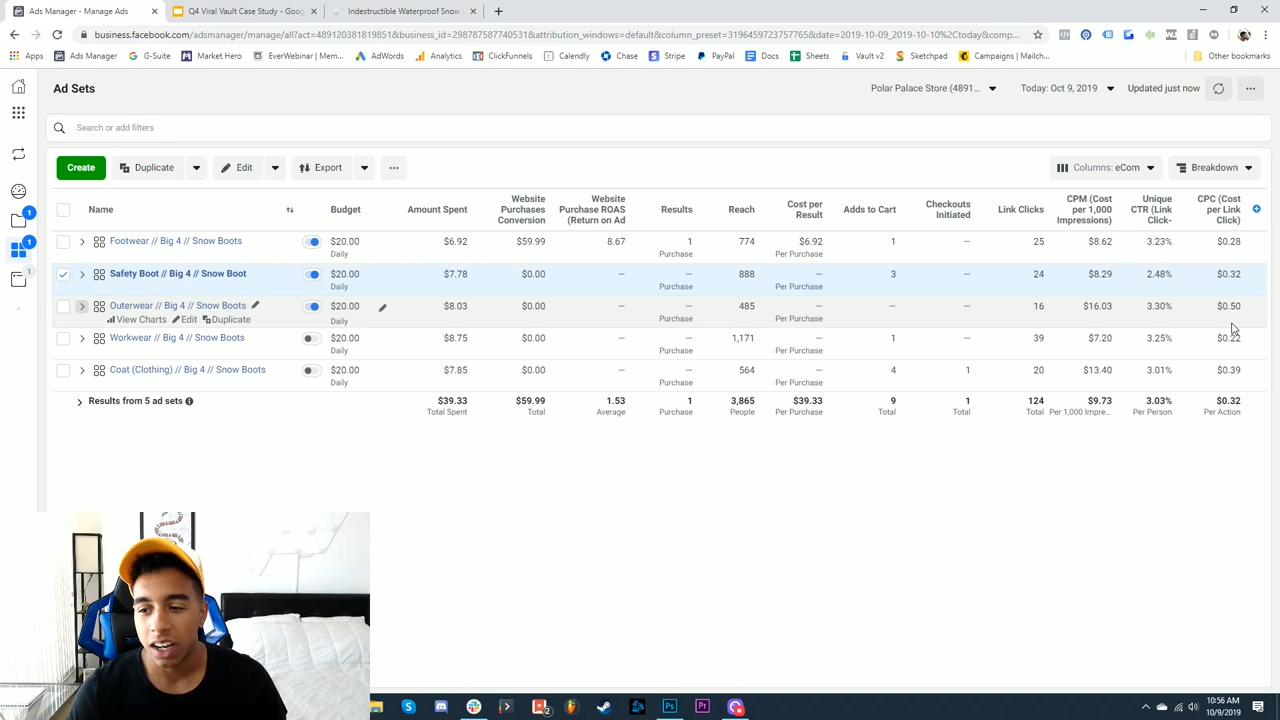 Ads Manager - Manage Ads
Q4 Viral Vault Case Study - Goog
Indestructible Waterproof Snow
business.facebook.com/adsmanager/manage/all?act=489120381819851&business_id=298787587740531&attribution_windows=default&column_preset=3196459723757765&date=2019-10-09_2019-10-10%2Ctoday&comp...
Apps Ads Manager G-Suite Market Hero EverWebinar | Mem... AdWords Analytics ClickFunnels Calendly Chase Stripe PayPal Docs Sheets Vault v2 Sketchpad Campaigns | Mailch... Other bookmarks
Ad Sets
Polar Palace Store (4891... Today: Oct 9, 2019 Updated just now
Search or add filters
Create Duplicate Edit Export Columns: eCom Breakdown
Name
Budget
Amount Spent
Website
Purchases
Conversion
Website
Purchase ROAS
(Return on Ad
Results
Reach
Cost per
Result
Adds to Cart
Checkouts
Initiated
Link Clicks
CPM (Cost
per 1,000
Impressions)
Unique
CTR (Link
Click-
CPC (Cost
per Link
Click)
Footwear // Big 4 // Snow Boots $20.00 $6.92 $59.99 8.67 1 774 $6.92 1 — 25 $8.62 3.23% $0.28
Daily Purchase Per Purchase
Safety Boot // Big 4 // Snow Boot $20.00 $7.78 $0.00 — — 888 — 3 — 24 $8.29 2.48% $0.32
Daily Purchase Per Purchase
Outerwear // Big 4 // Snow Boots $20.00 $8.03 $0.00 — — 485 — — — 16 $16.03 3.30% $0.50
View Charts Edit Duplicate Daily Purchase Per Purchase
Workwear // Big 4 // Snow Boots $20.00 $8.75 $0.00 — — 1,171 — 1 — 39 $7.20 3.25% $0.22
Daily Purchase Per Purchase
Coat (Clothing) // Big 4 // Snow Boots $20.00 $7.85 $0.00 — — 564 — 4 1 20 $13.40 3.01% $0.39
Daily Purchase Per Purchase
Results from 5 ad sets $39.33 $59.99 1.53 1 3,865 $39.33 9 1 124 $9.73 3.03% $0.32
Total Spent Total Average Purchase People Per Purchase Total Total Total Per 1,000 Impre... Per Person Per Action
1
1
1
2
10:56 AM
10/9/2019